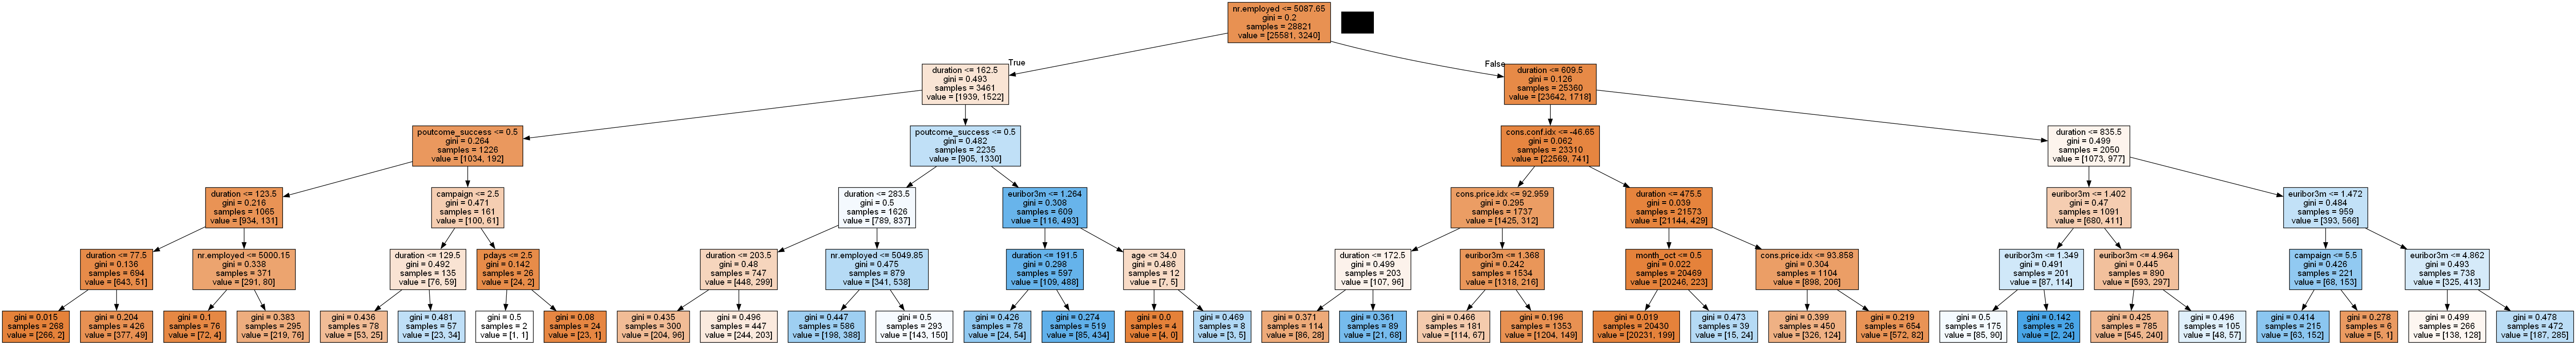 nr.employed <= 5087.65
gini = 0.2
samples = 28821
value = [25581, 3240]
True
False
duration <= 162.5
gini = 0.493
samples = 3461
value = [1939, 1522]
duration <= 609.5
gini = 0.126
samples = 25360
value = [23642, 1718]
poutcome_success <= 0.5
gini = 0.264
samples = 1226
value = [1034, 192]
poutcome_success <= 0.5
gini = 0.482
samples = 2235
value = [905, 1330]
cons.conf.idx <= -46.65
gini = 0.062
samples = 23310
value = [22569, 741]
duration <= 835.5
gini = 0.499
samples = 2050
value = [1073, 977]
duration <= 123.5
gini = 0.216
samples = 1065
value = [934, 131]
campaign <= 2.5
gini = 0.471
samples = 161
value = [100, 61]
duration <= 283.5
gini = 0.5
samples = 1626
value = [789, 837]
euribor3m <= 1.264
gini = 0.308
samples = 609
value = [116, 493]
cons.price.idx <= 92.959
gini = 0.295
samples = 1737
value = [1425, 312]
duration <= 475.5
gini = 0.039
samples = 21573
value = [21144, 429]
euribor3m <= 1.402
gini = 0.47
samples = 1091
value = [680, 411]
euribor3m <= 1.472
gini = 0.484
samples = 959
value = [393, 566]
duration <= 77.5
gini = 0.136
samples = 694
value = [643, 51]
nr.employed <= 5000.15
gini = 0.338
samples = 371
value = [291, 80]
duration <= 129.5
gini = 0.492
samples = 135
value = [76, 59]
pdays <= 2.5
gini = 0.142
samples = 26
value = [24, 2]
duration <= 203.5
gini = 0.48
samples = 747
value = [448, 299]
nr.employed <= 5049.85
gini = 0.475
samples = 879
value = [341, 538]
duration <= 191.5
gini = 0.298
samples = 597
value = [109, 488]
age <= 34.0
gini = 0.486
samples = 12
value = [7, 5]
duration <= 172.5
gini = 0.499
samples = 203
value = [107, 96]
euribor3m <= 1.368
gini = 0.242
samples = 1534
value = [1318, 216]
month_oct <= 0.5
gini = 0.022
samples = 20469
value = [20246, 223]
cons.price.idx <= 93.858
gini = 0.304
samples = 1104
value = [898, 206]
euribor3m <= 1.349
gini = 0.491
samples = 201
value = [87, 114]
euribor3m <= 4.964
gini = 0.445
samples = 890
value = [593, 297]
campaign <= 5.5
gini = 0.426
samples = 221
value = [68, 153]
euribor3m <= 4.862
gini = 0.493
samples = 738
value = [325, 413]
gini = 0.015
samples = 268
value = [266, 2]
gini = 0.204
samples = 426
value = [377, 49]
gini = 0.1
samples = 76
value = [72, 4]
gini = 0.383
samples = 295
value = [219, 76]
gini = 0.436
samples = 78
value = [53, 25]
gini = 0.481
samples = 57
value = [23, 34]
gini = 0.5
samples = 2
value = [1, 1]
gini = 0.08
samples = 24
value = [23, 1]
gini = 0.435
samples = 300
value = [204, 96]
gini = 0.496
samples = 447
value = [244, 203]
gini = 0.447
samples = 586
value = [198, 388]
gini = 0.5
samples = 293
value = [143, 150]
gini = 0.426
samples = 78
value = [24, 54]
gini = 0.274
samples = 519
value = [85, 434]
gini = 0.0
samples = 4
value = [4, 0]
gini = 0.469
samples = 8
value = [3, 5]
gini = 0.371
samples = 114
value = [86, 28]
gini = 0.361
samples = 89
value = [21, 68]
gini = 0.466
samples = 181
value = [114, 67]
gini = 0.196
samples = 1353
value = [1204, 149]
gini = 0.019
samples = 20430
value = [20231, 199]
gini = 0.473
samples = 39
value = [15, 24]
gini = 0.399
samples = 450
value = [326, 124]
gini = 0.219
samples = 654
value = [572, 82]
gini = 0.5
samples = 175
value = [85, 90]
gini = 0.142
samples = 26
value = [2, 24]
gini = 0.425
samples = 785
value = [545, 240]
gini = 0.496
samples = 105
value = [48, 57]
gini = 0.414
samples = 215
value = [63, 152]
gini = 0.278
samples = 6
value = [5, 1]
gini = 0.499
samples = 266
value = [138, 128]
gini = 0.478
samples = 472
value = [187, 285]